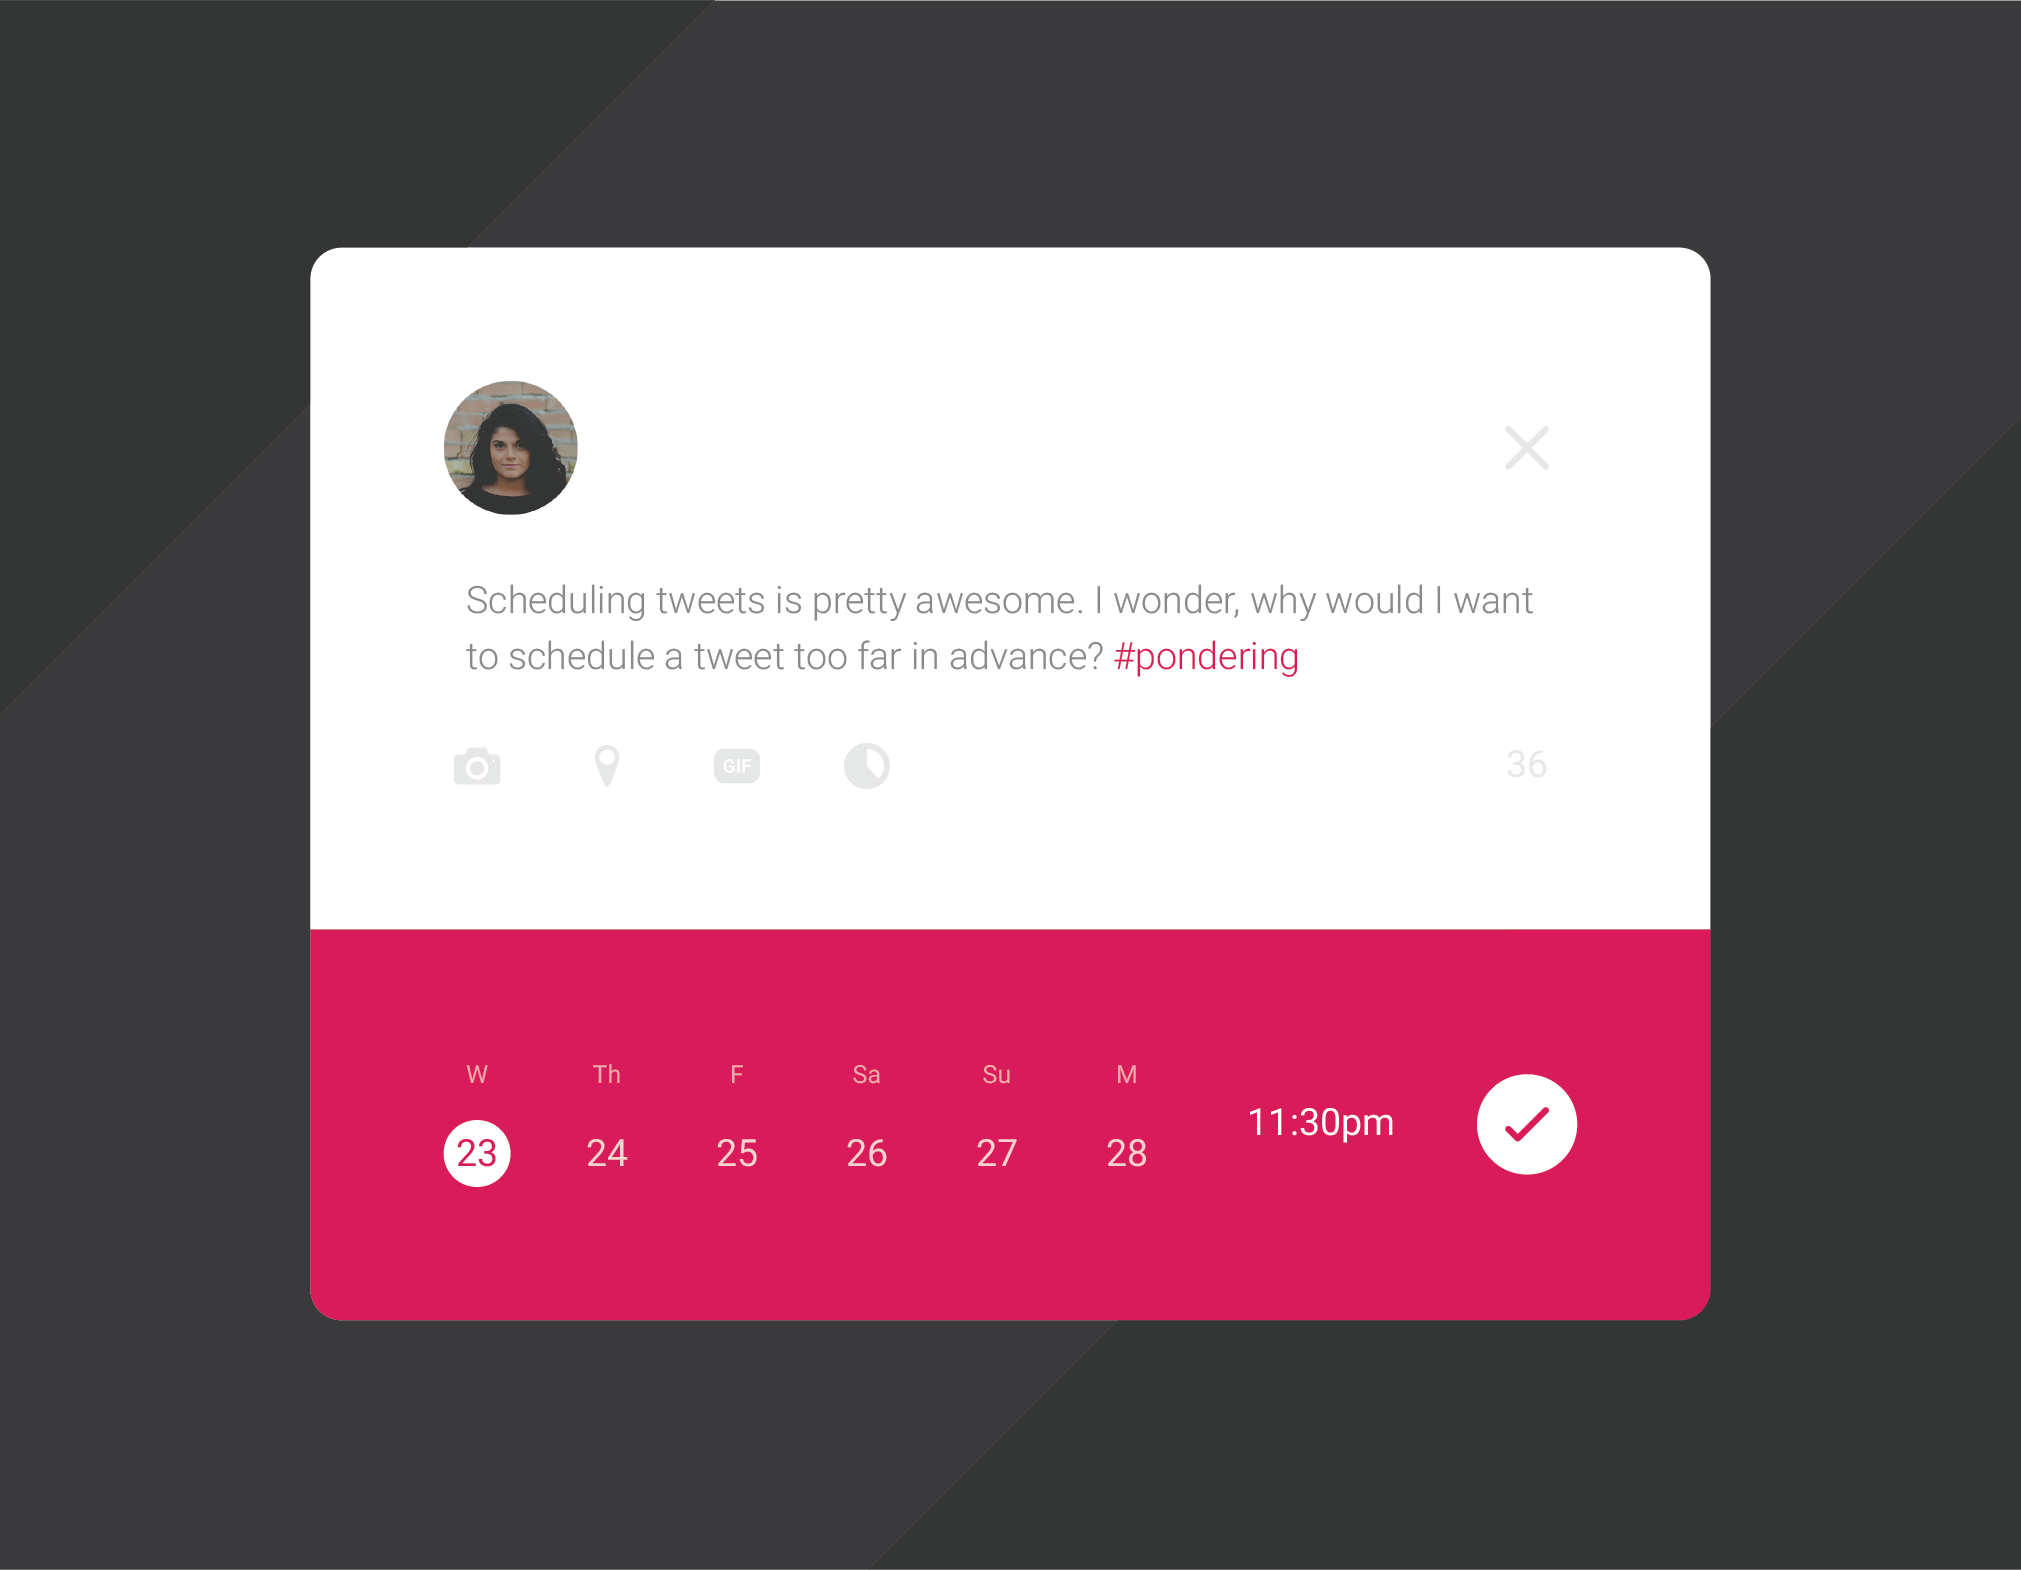 Scheduling tweets is pretty awesome. I wonder, why would I want
to schedule a tweet too far in advance? #pondering
GIF
36
W Th F Sa Su M
23 24 25 26 27 28
11:30pm